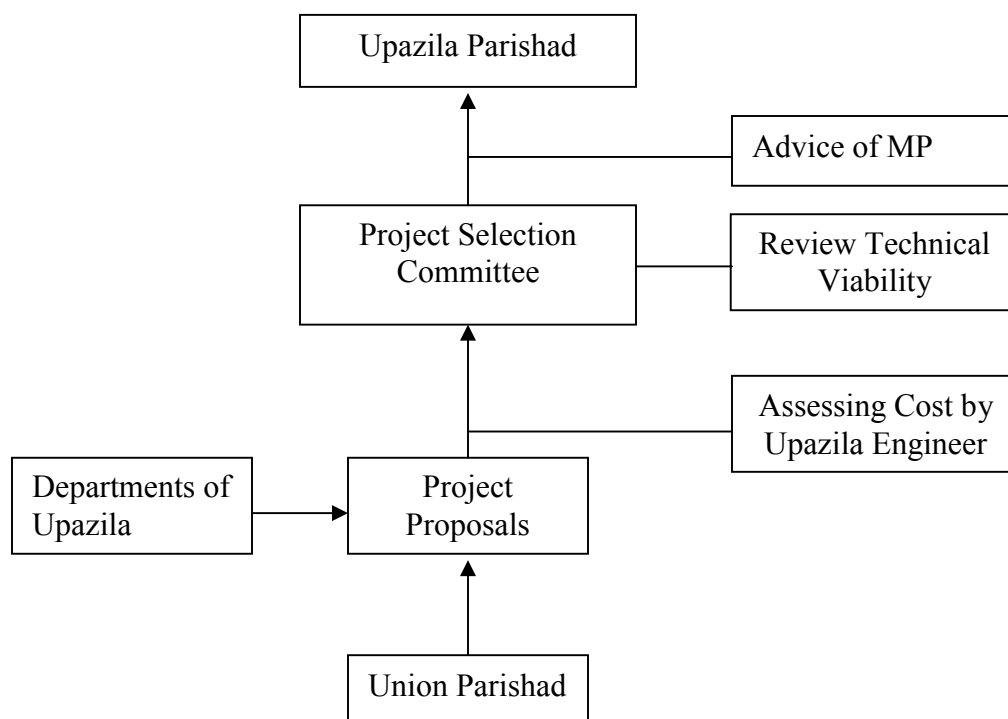 Upazila Parishad
Advice of MP
Project Selection
Committee
Review Technical
Viability
Assessing Cost by
Upazila Engineer
Departments of
Upazila
Project
Proposals
Union Parishad